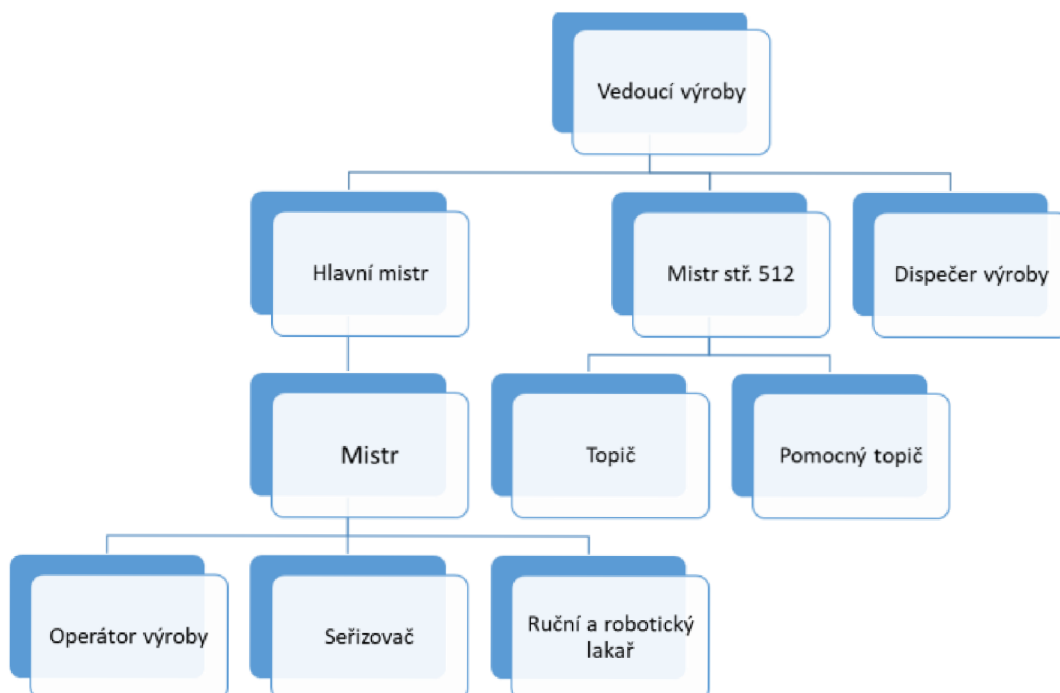 Vedoucí výroby
Hlavní mistr
Mistr stř. 512
Dispečer výroby
Mistr
Topič
Pomocný topič
Operátor výroby
Seřizovač
Ruční a robotický
lakař